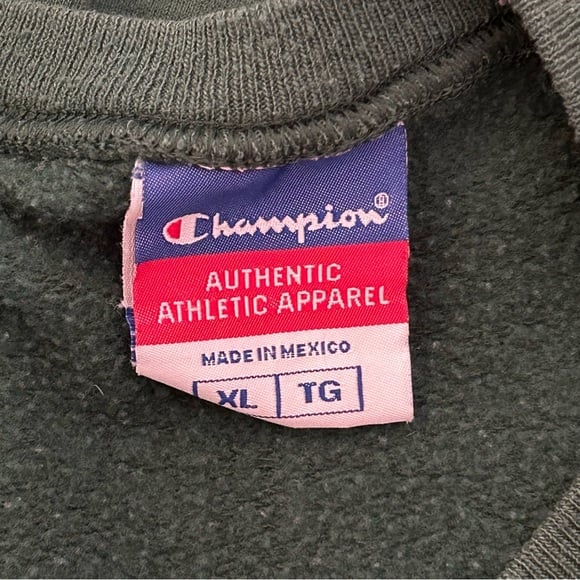 Champion®
AUTHENTIC
ATHLETIC APPAREL
MADE IN MEXICO
XL TG